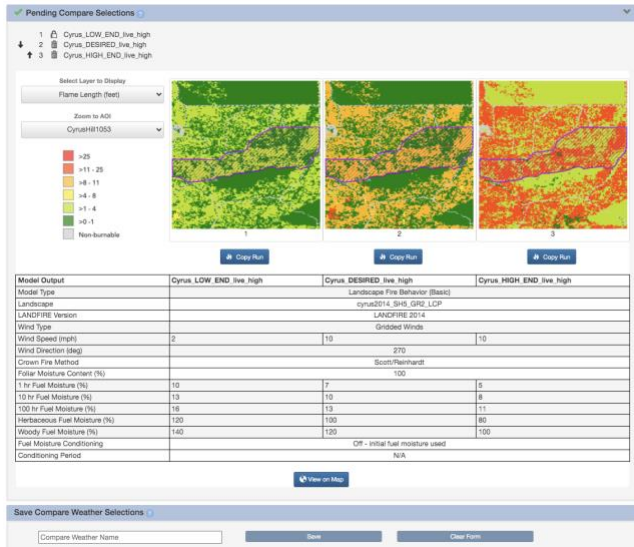 Pending Compare Selections
1 Cyrus_LOW_END_live_high
2 Cyrus_DESIRED_live_high
3 Cyrus_HIGH_END_live_high
Select Layer to Display
Flame Length (feet)
Zoom to AOI
CyrusHill1053
>25
>11 - 25
>8 - 11
>4 - 8
>1 - 4
>0 -1
Non-burnable
1 2 3
Copy Run Copy Run Copy Run
Model Output Cyrus_LOW_END_live_high Cyrus_DESIRED_live_high Cyrus_HIGH_END_live_high
Model Type Landscape Fire Behavior (Basic)
Landscape cyrus2014_SH5_GR2_LCP
LANDFIRE Version LANDFIRE 2014
Wind Type Gridded Winds
Wind Speed (mph) 2 10 10
Wind Direction (deg) 270
Crown Fire Method Scott/Reinhardt
Foliar Moisture Content (%) 100
1 hr Fuel Moisture (%) 10 7 5
10 hr Fuel Moisture (%) 13 10 8
100 hr Fuel Moisture (%) 16 13 11
Herbaceous Fuel Moisture (%) 120 100 80
Woody Fuel Moisture (%) 140 120 100
Fuel Moisture Conditioning Off - initial fuel moisture used
Conditioning Period N/A
View on Map
Save Compare Weather Selections
Compare Weather Name Save Clear Form